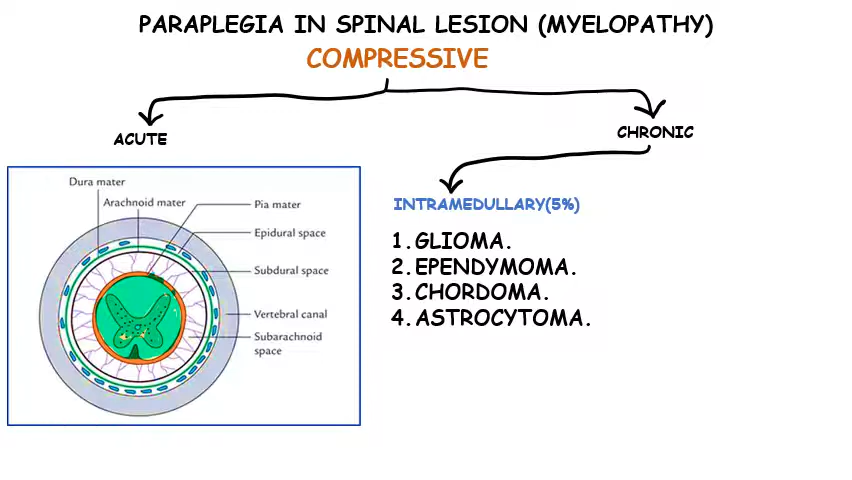 PARAPLEGIA IN SPINAL LESION (MYELOPATHY)
COMPRESSIVE
ACUTE
CHRONIC
Dura mater
Arachnoid mater
Pia mater
Epidural space
Subdural space
Vertebral canal
Subarachnoid
space
INTRAMEDULLARY(5%)
1.GLIOMA.
2.EPENDYMOMA.
3.CHORDOMA.
4.ASTROCYTOMA.